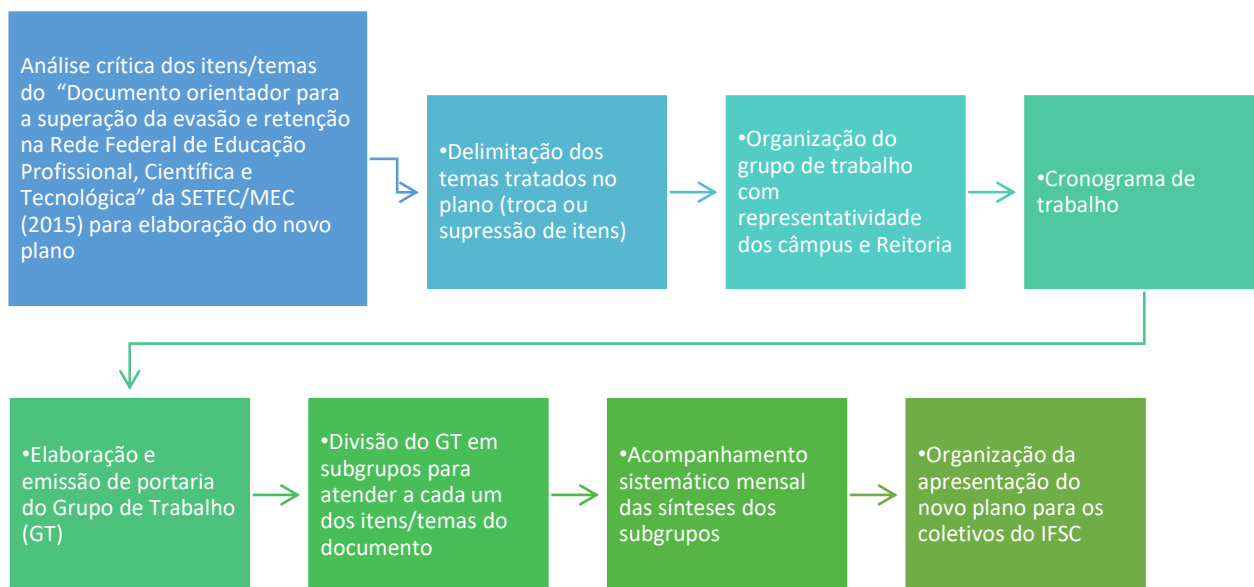 Análise crítica dos itens/temas
do “Documento orientador para
a superação da evasão e retenção
na Rede Federal de Educação
Profissional, Científica e
Tecnológica” da SETEC/MEC
(2015) para elaboração do novo
plano
•Delimitação dos
temas tratados no
plano (troca ou
supressão de itens)
•Organização do
grupo de trabalho
com
representatividade
dos câmpus e Reitoria
•Cronograma de
trabalho
•Elaboração e
emissão de portaria
do Grupo de Trabalho
(GT)
•Divisão do GT em
subgrupos para
atender a cada um
dos itens/temas do
documento
•Acompanhamento
sistemático mensal
das sínteses dos
subgrupos
•Organização da
apresentação do
novo plano para os
coletivos do IFSC